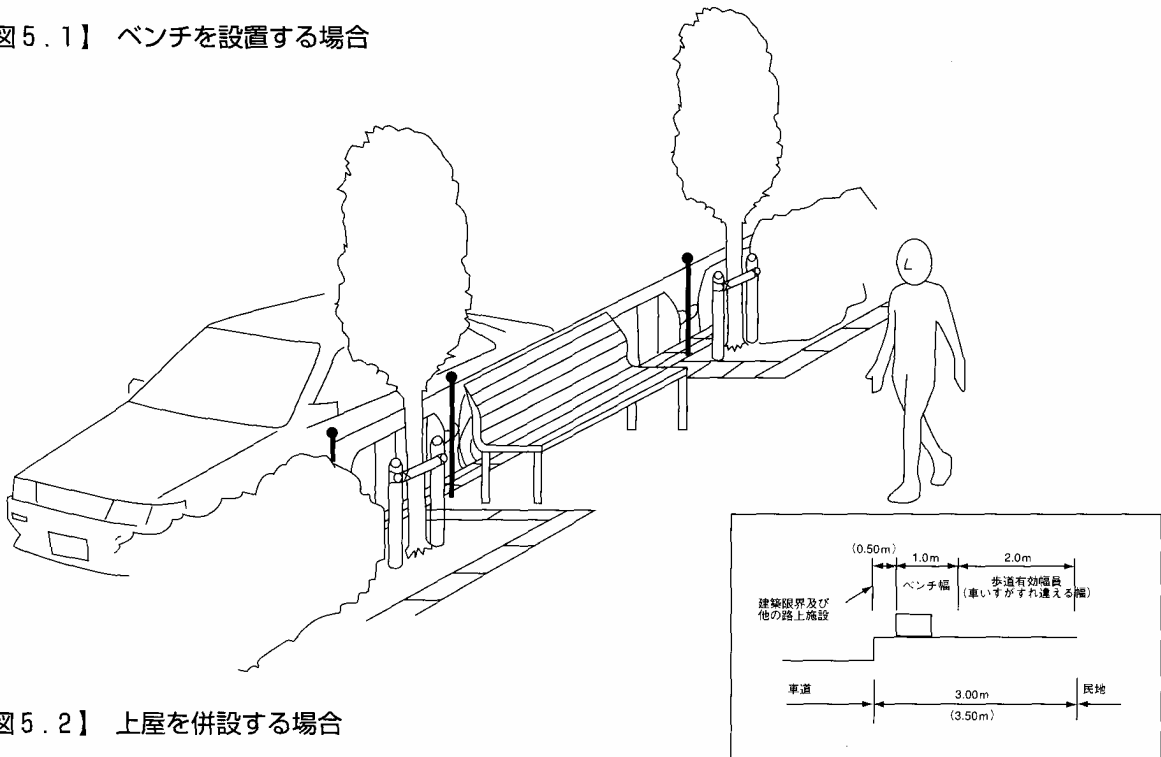 図5.1】 ベンチを設置する場合
(0.50m)
1.0m
2.0m
ベンチ幅
歩道有効幅員
(車いすがすれ違える幅)
建築限界及び
他の路上施設
車道
3.00m
(3.50m)
民地
図5.2】 上屋を併設する場合